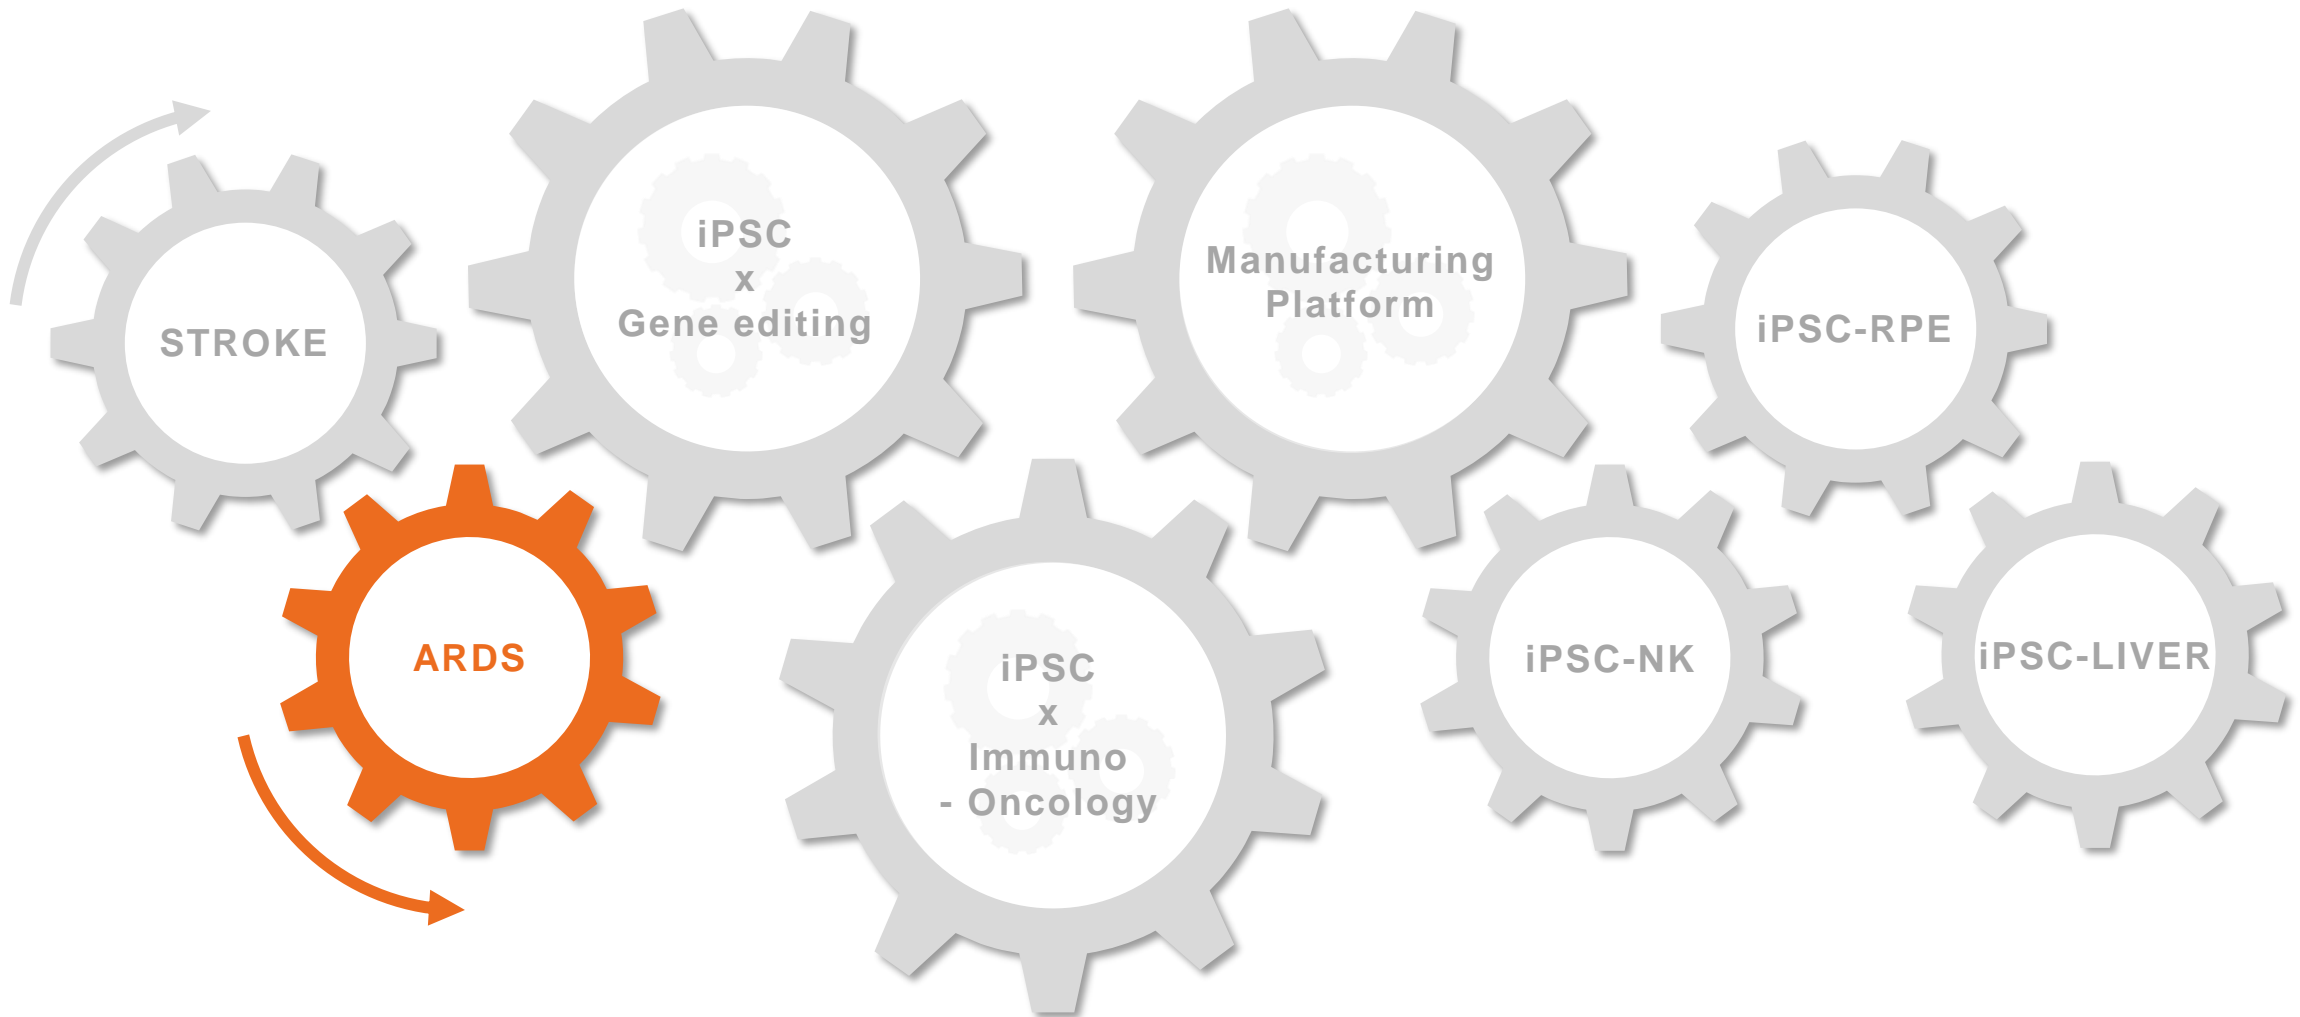 STROKE
iPSC
x
Gene editing
Manufacturing
Platform
iPSC-RPE
ARDS
iPSC
x
Immuno
- Oncology
iPSC-NK
iPSC-LIVER